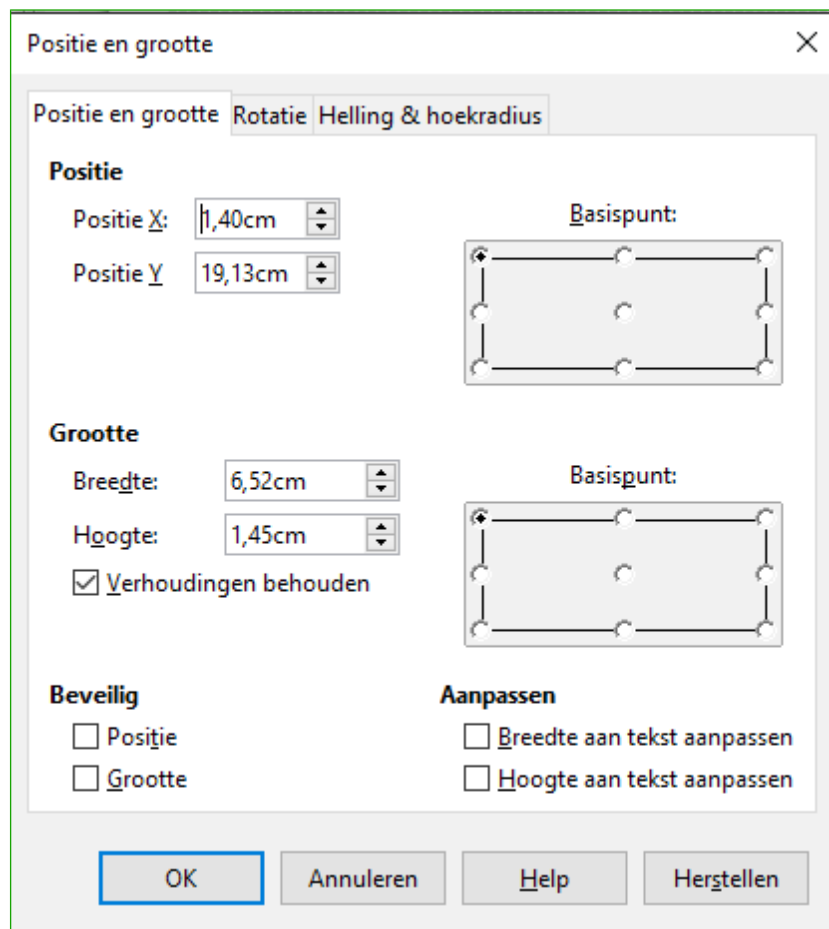 Positie en grootte
Positie en grootte Rotatie Helling & hoekradius
Positie
Positie X: 1,40cm
Basispunt:
Positie Y 19,13cm
Grootte
Breedte: 6,52cm
Basispunt:
Hoogte: 1,45cm
Verhoudingen behouden
Beveilig
Positie
Grootte
Aanpassen
Breedte aan tekst aanpassen
Hoogte aan tekst aanpassen
OK Annuleren Help Herstellen